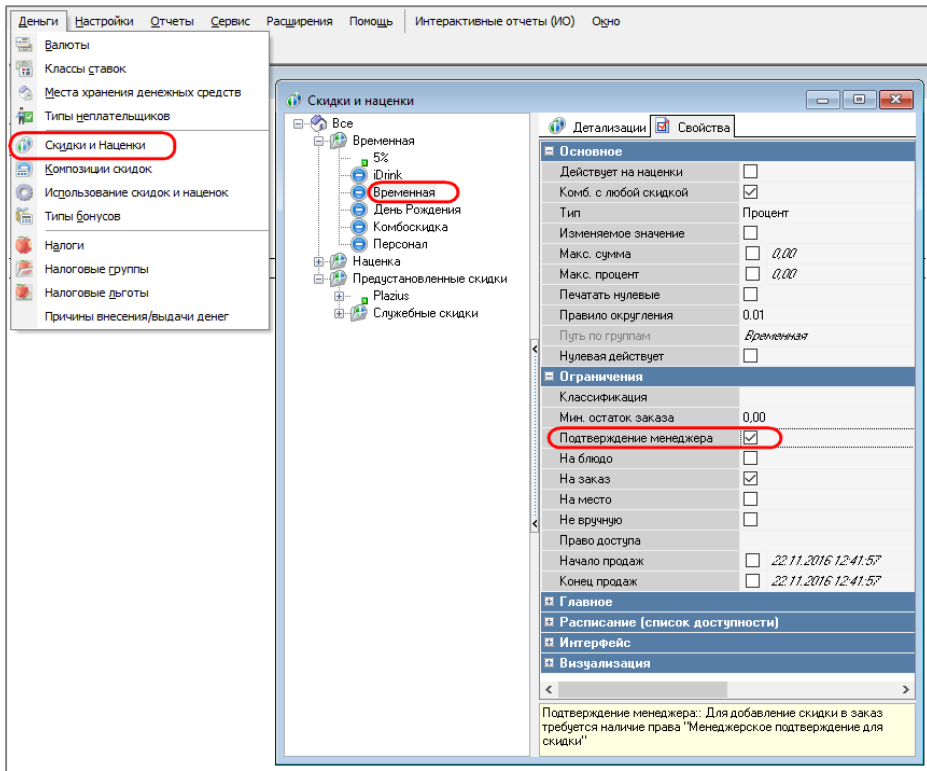 Деньги Настройки Отчеты Сервис Расширения Помощь Интерактивные отчеты (ИО) Окно
Валюты
Классы ставок
Места хранения денежных средств
Типы неплательщиков
Скидки и Наценки
Композиции скидок
Использование скидок и наценок
Типы бонусов
Налоги
Налоговые группы
Налоговые льготы
Причины внесения/выдачи денег
Скидки и наценки
Все
Временная
5%
iDrink
Временная
День Рождения
Комбоскидка
Персонал
Наценка
Предустановленные скидки
Plazius
Служебные скидки
Детализации Свойства
Основное
Действует на наценки
Комб. с любой скидкой
Тип Процент
Изменяемое значение
Макс. сумма 0,00
Макс. процент 0,00
Печатать нулевые
Правило округления 0.01
Путь по группам Временная
Нулевая действует
Ограничения
Классификация
Мин. остаток заказа 0,00
Подтверждение менеджера
На блюдо
На заказ
На место
Не вручную
Право доступа
Начало продаж 22.11.2016 12:41:57
Конец продаж 22.11.2016 12:41:57
Главное
Расписание (список доступности)
Интерфейс
Визуализация
Подтверждение менеджера:: Для добавление скидки в заказ
требуется наличие права "Менеджерское подтверждение для
скидки"